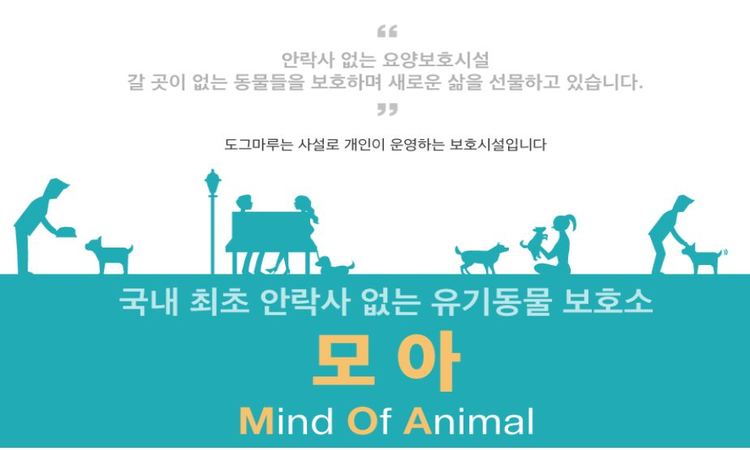 “
안락사 없는 요양보호시설
갈 곳이 없는 동물들을 보호하며 새로운 삶을 선물하고 있습니다.
”
도그마루는 사설로 개인이 운영하는 보호시설입니다
국내 최초 안락사 없는 유기동물 보호소
모 아
Mind Of Animal